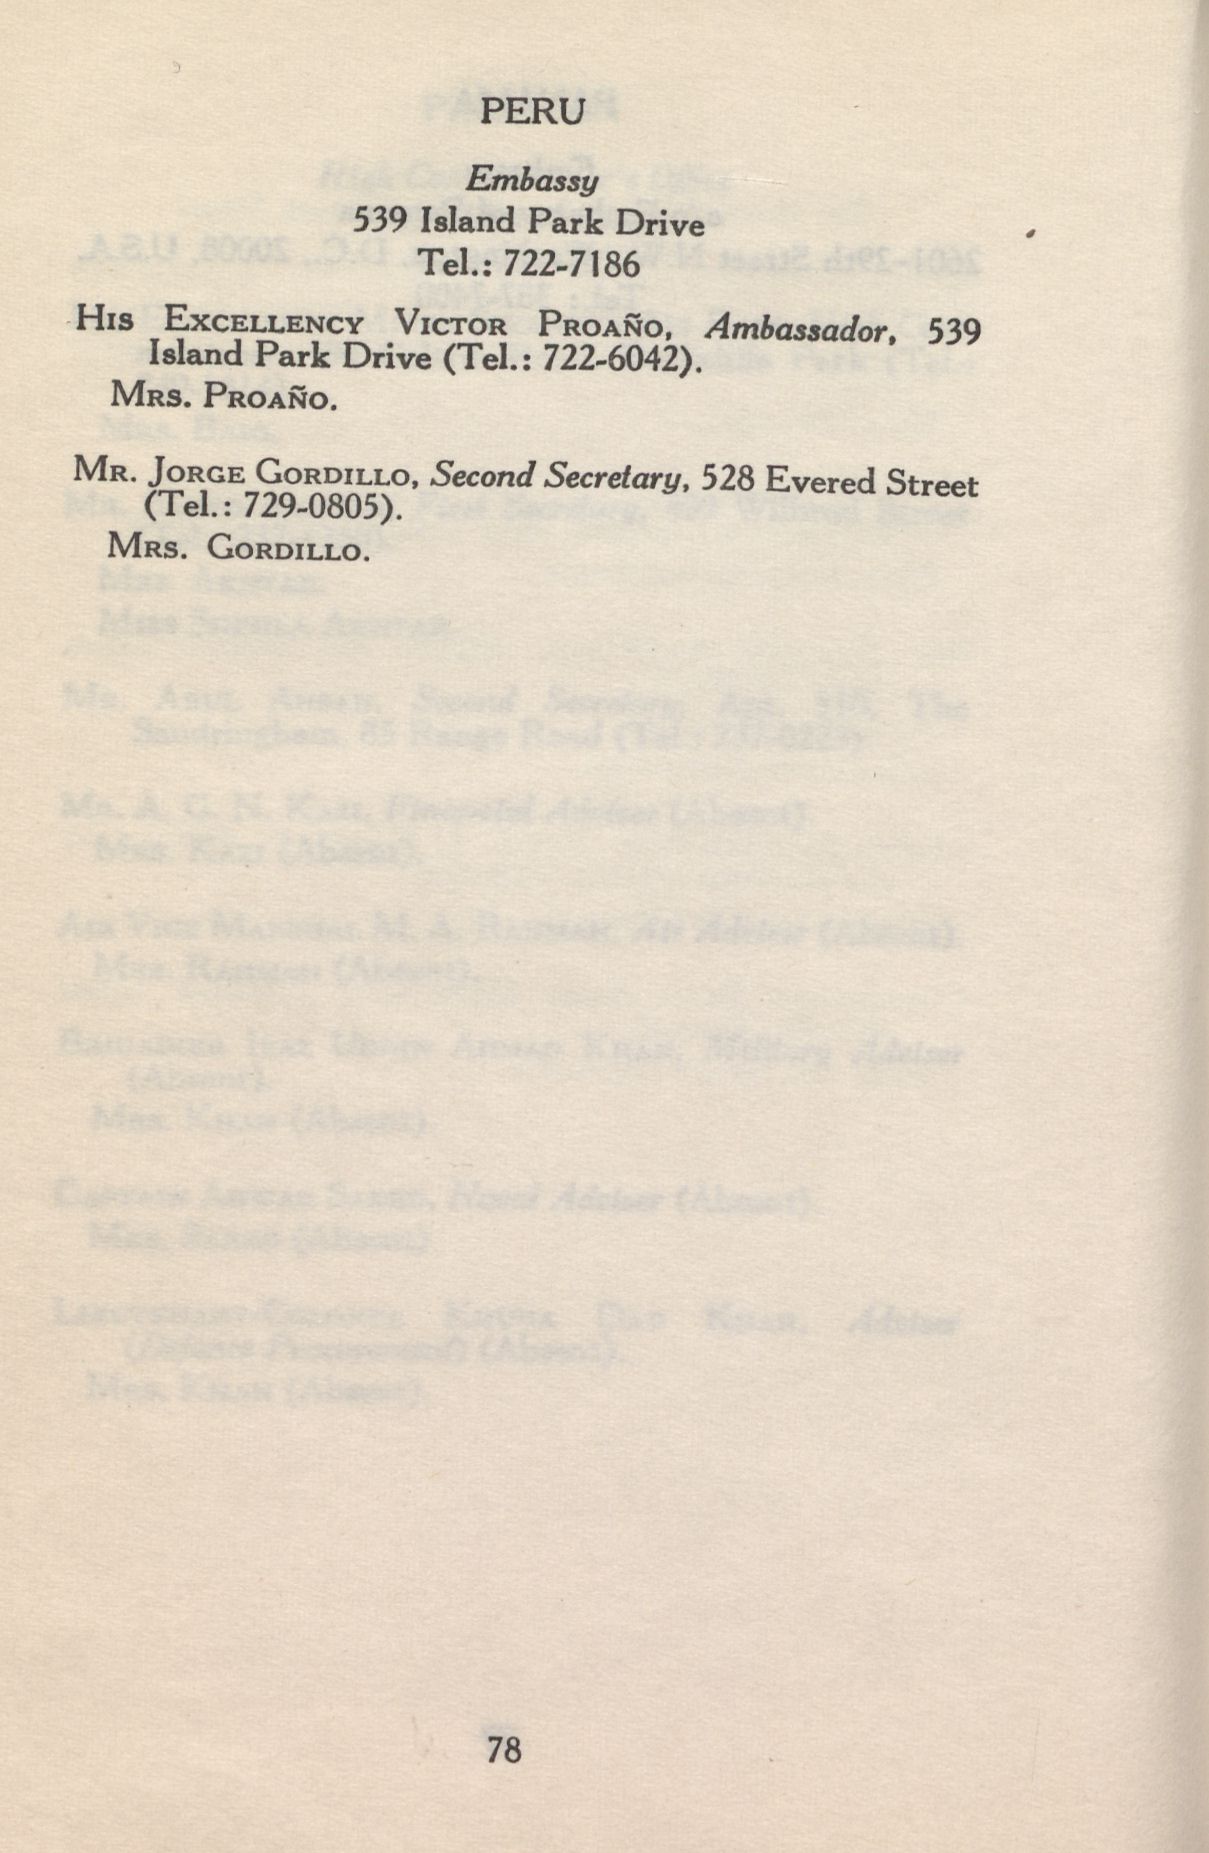 PERU
Embassy
539 Island Park Drive
Tel.: 722-7186
HIS EXCELLENCY VICTOR PROAÑO, Ambassador, 539
Island Park Drive (Tel.: 722-6042).
MRS. PROAÑO.
MR. JORGE GORDILLO, Second Secretary, 528 Evered Street
(Tel.: 729-0805).
MRS. GORDILLO.
78